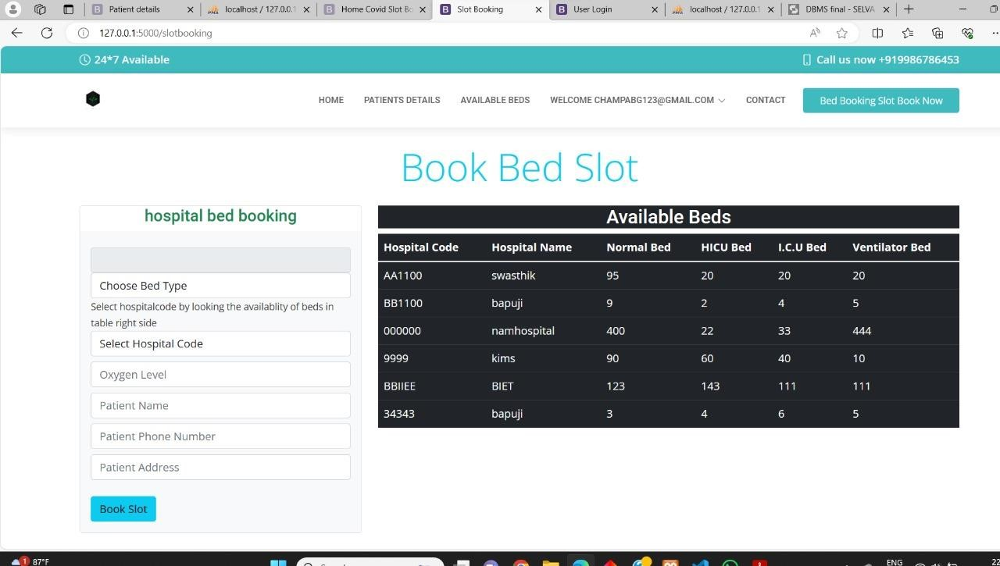 Patient details
localhost / 127.0.0.1
Home Covid Slot Bo
Slot Booking
User Login
localhost / 127.0.0.1
DBMS final - SELVA
127.0.0.1:5000/slotbooking
24*7 Available
Call us now +919986786453
HOME
PATIENTS DETAILS
AVAILABLE BEDS
WELCOME CHAMPABG123@GMAIL.COM
CONTACT
Bed Booking Slot Book Now
Book Bed Slot
hospital bed booking
Choose Bed Type
Select hospitalcode by looking the availablity of beds in
table right side
Select Hospital Code
Oxygen Level
Patient Name
Patient Phone Number
Patient Address
Book Slot
Available Beds
Hospital Code Hospital Name Normal Bed HICU Bed I.C.U Bed Ventilator Bed
AA1100 swasthik 95 20 20 20
BB1100 bapuji 9 2 4 5
000000 namhospital 400 22 33 444
9999 kims 90 60 40 10
BBIIEE BIET 123 143 111 111
34343 bapuji 3 4 6 5
1 87°F
ENG